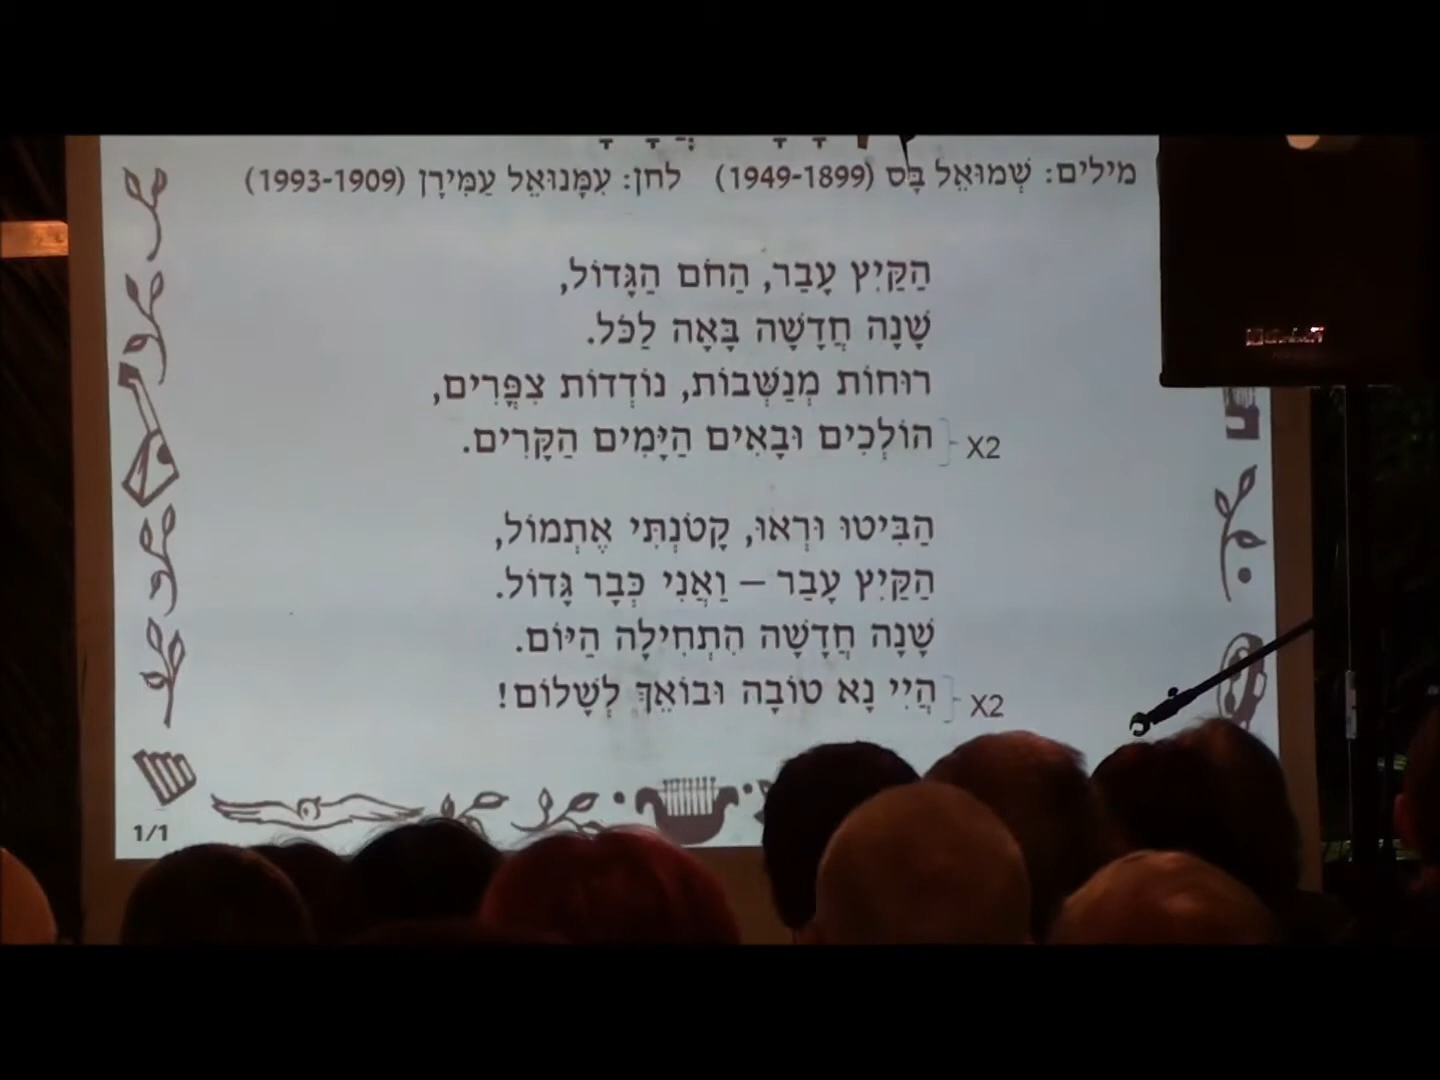 מילים: שְׁמוּאֵל בָּס (1949-1899) לחן: עִמָּנוּאֵל עַמִּירָן (1993-1909)
הַקַּיִץ עָבַר, הַחֹם הַגָּדוֹל,
שָׁנָה חֲדָשָׁה בָּאָה לַכֹּל.
רוּחוֹת מְנַשְּׁבוֹת, נוֹדְדוֹת צִפֳּרִים,
הוֹלְכִים וּבָאִים הַיָּמִים הַקָּרִים. X2
הַבִּיטוּ וּרְאוּ, קָטֹנְתִּי אֶתְמוֹל,
הַקַּיִץ עָבַר – וַאֲנִי כְּבָר גָּדוֹל.
שָׁנָה חֲדָשָׁה הִתְחִילָה הַיּוֹם.
הֲיִי נָא טוֹבָה וּבוֹאֵךְ לְשָׁלוֹם! X2
1/1